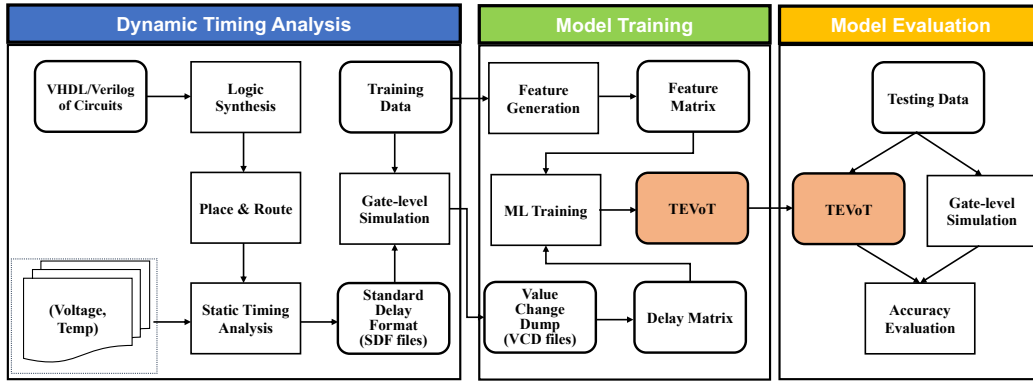 Dynamic Timing Analysis
Model Training
Model Evaluation
VHDL/Verilog
of Circuits
Logic
Synthesis
Training
Data
Feature
Generation
Feature
Matrix
Testing Data
Place & Route
Gate-level
Simulation
ML Training
TEVoT
TEVoT
Gate-level
Simulation
(Voltage,
Temp)
Static Timing
Analysis
Standard
Delay
Format
(SDF files)
Value
Change
Dump
(VCD files)
Delay Matrix
Accuracy
Evaluation